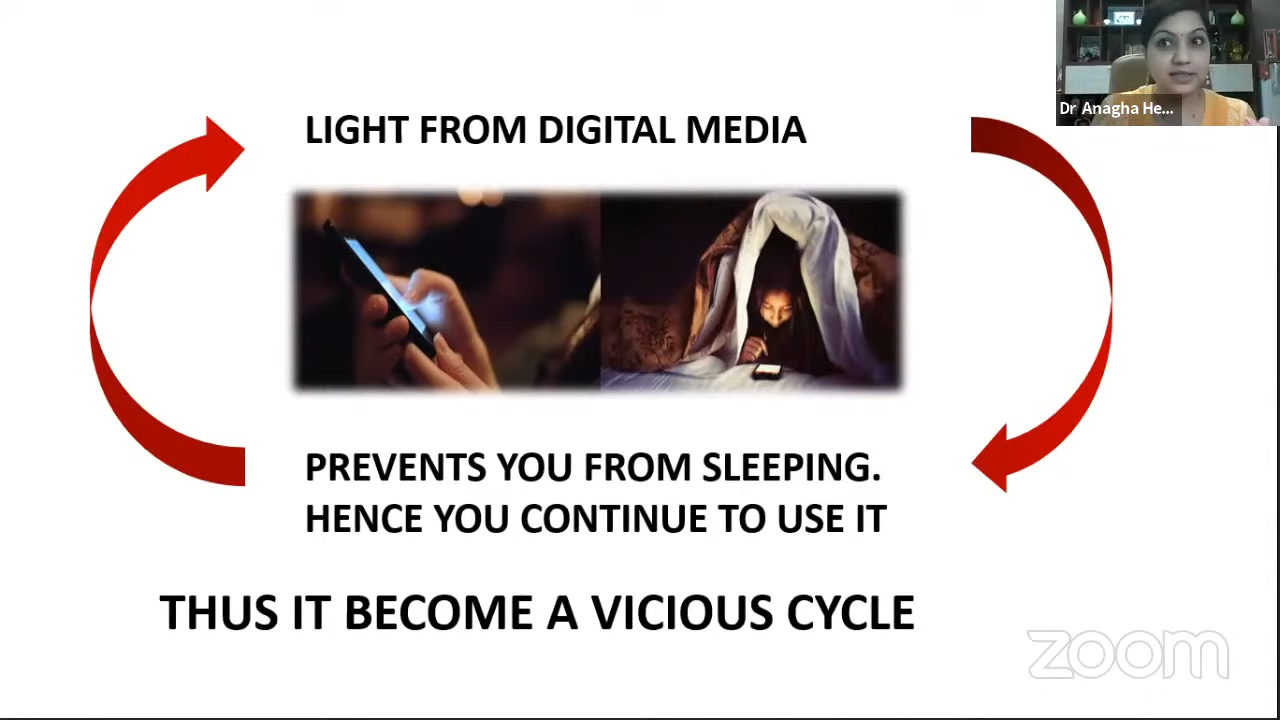 Dr Anagha He...
LIGHT FROM DIGITAL MEDIA
PREVENTS YOU FROM SLEEPING.
HENCE YOU CONTINUE TO USE IT
THUS IT BECOME A VICIOUS CYCLE
zoom